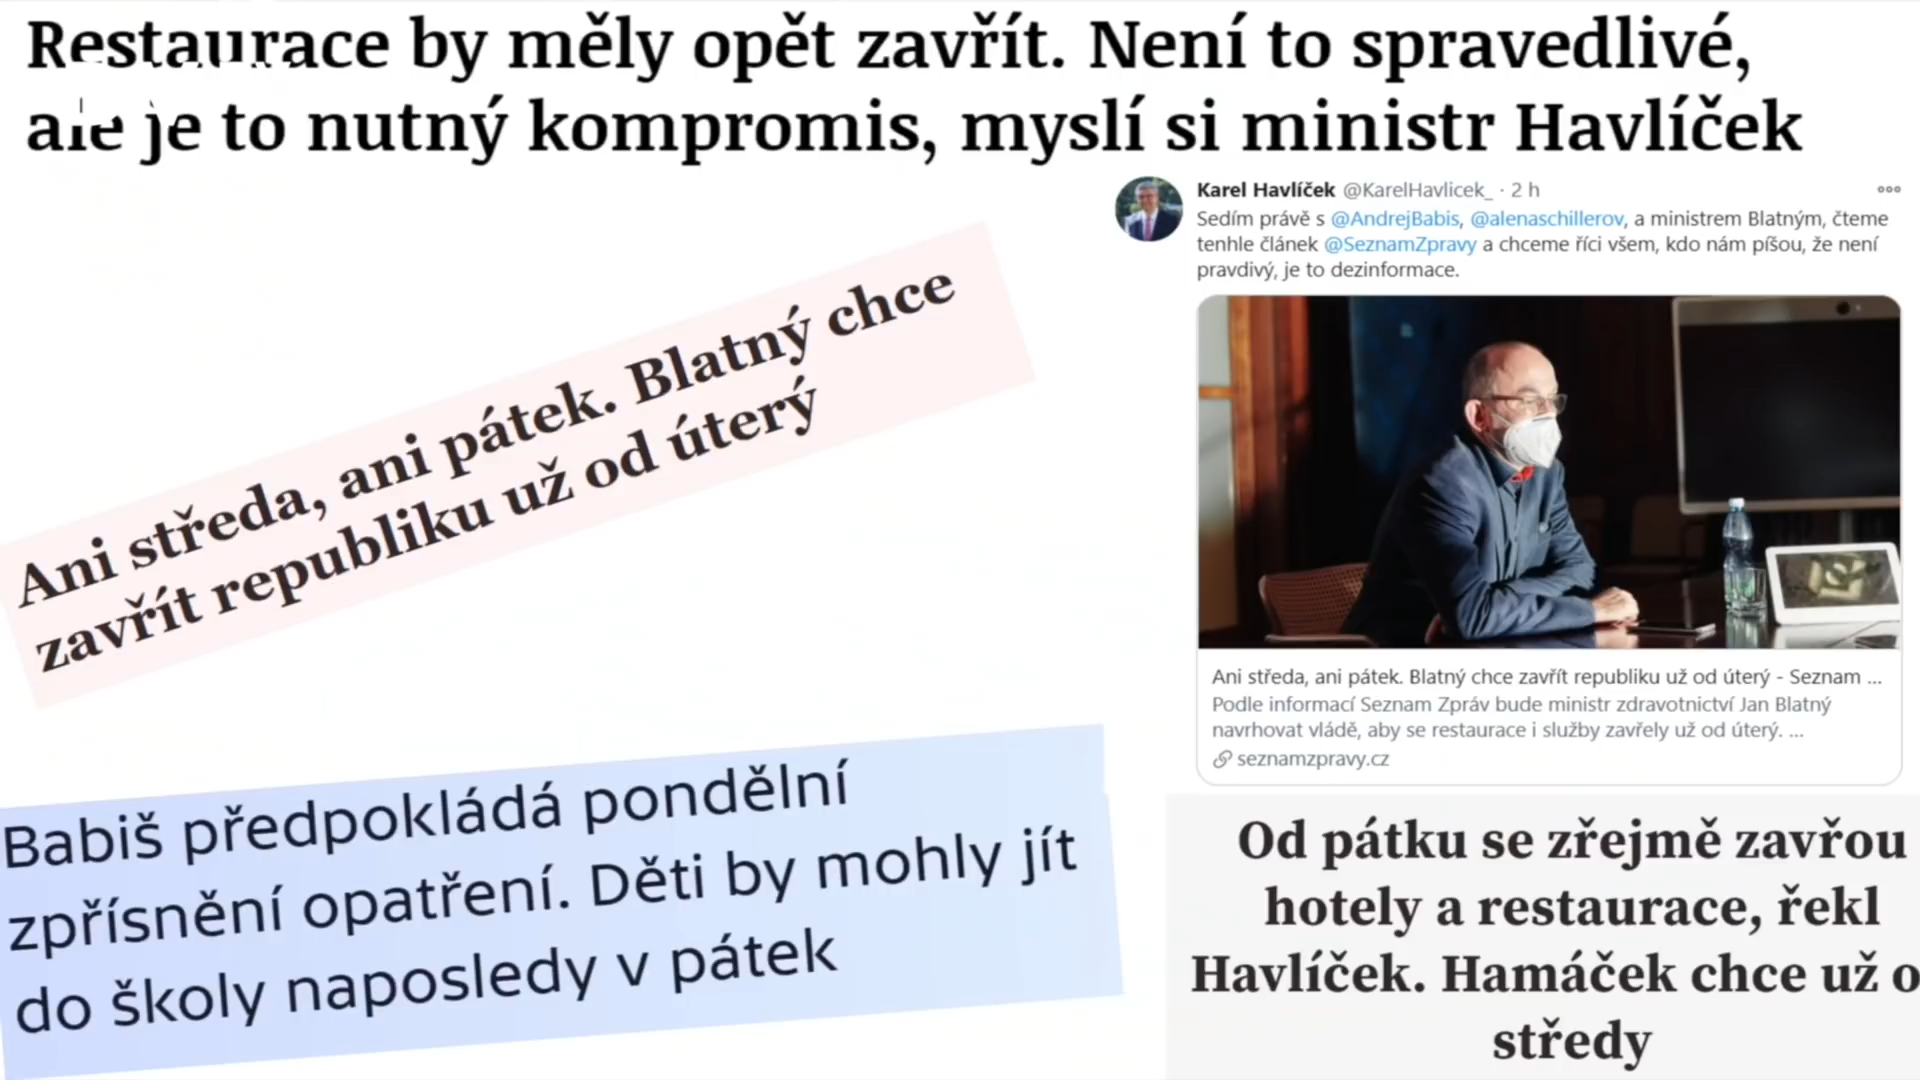 Restaurace by měly opět zavřít. Není to spravedlivé,
ale je to nutný kompromis, myslí si ministr Havlíček
Karel Havlíček @KarelHavlicek_ · 2 h
Sedím právě s @AndrejBabis, @alenaschillerov, a ministrem Blatným, čteme
tenhle článek @SeznamZpravy a chceme říci všem, kdo nám píšou, že není
pravdivý, je to dezinformace.
Ani středa, ani pátek. Blatný chce zavřít republiku už od úterý - Seznam ...
Podle informací Seznam Zpráv bude ministr zdravotnictví Jan Blatný
navrhovat vládě, aby se restaurace i služby zavřely už od úterý. ...
seznamzpravy.cz
Ani středa, ani pátek. Blatný chce
zavřít republiku už od úterý
Babiš předpokládá pondělní
zpřísnění opatření. Děti by mohly jít
do školy naposledy v pátek
Od pátku se zřejmě zavřou
hotely a restaurace, řekl
Havlíček. Hamáček chce už o
středy